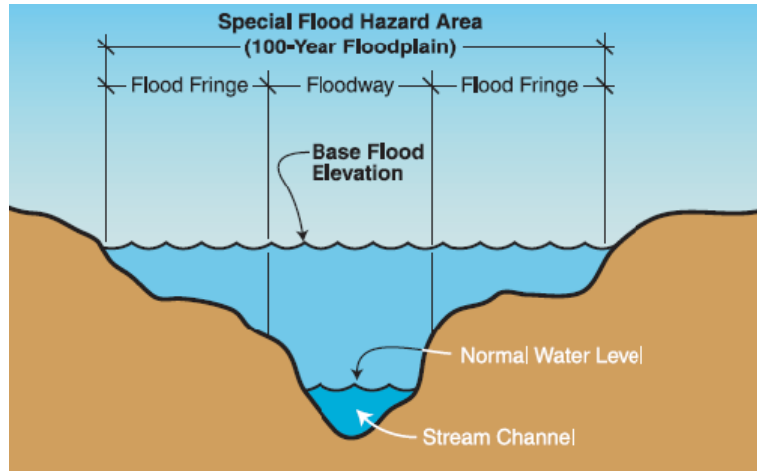 Special Flood Hazard Area
(100-Year Floodplain)
Flood Fringe
Floodway
Flood Fringe
Base Flood
Elevation
Normal Water Level
Stream Channel